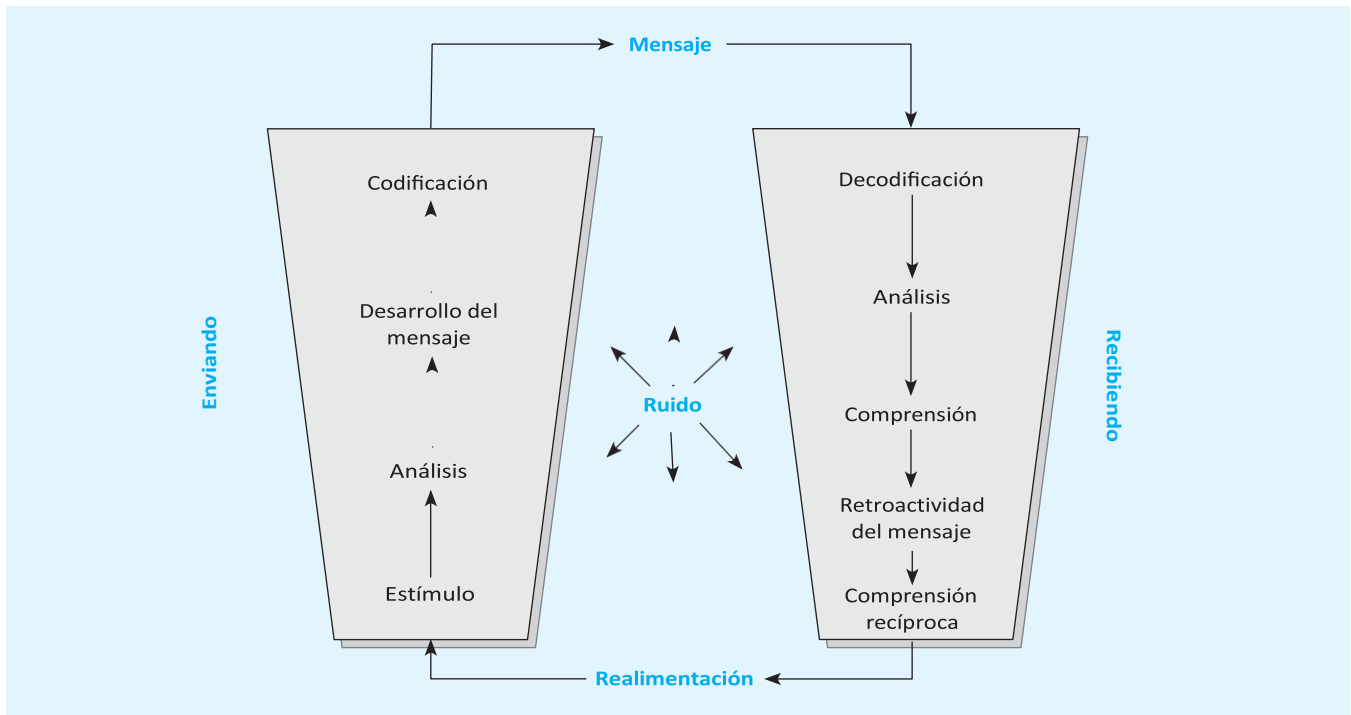 Mensaje
Enviando
Codificación
Desarrollo del
mensaje
Análisis
Estímulo
Ruido
Decodificación
Análisis
Comprensión
Retroactividad
del mensaje
Comprensión
recíproca
Recibiendo
Realimentación